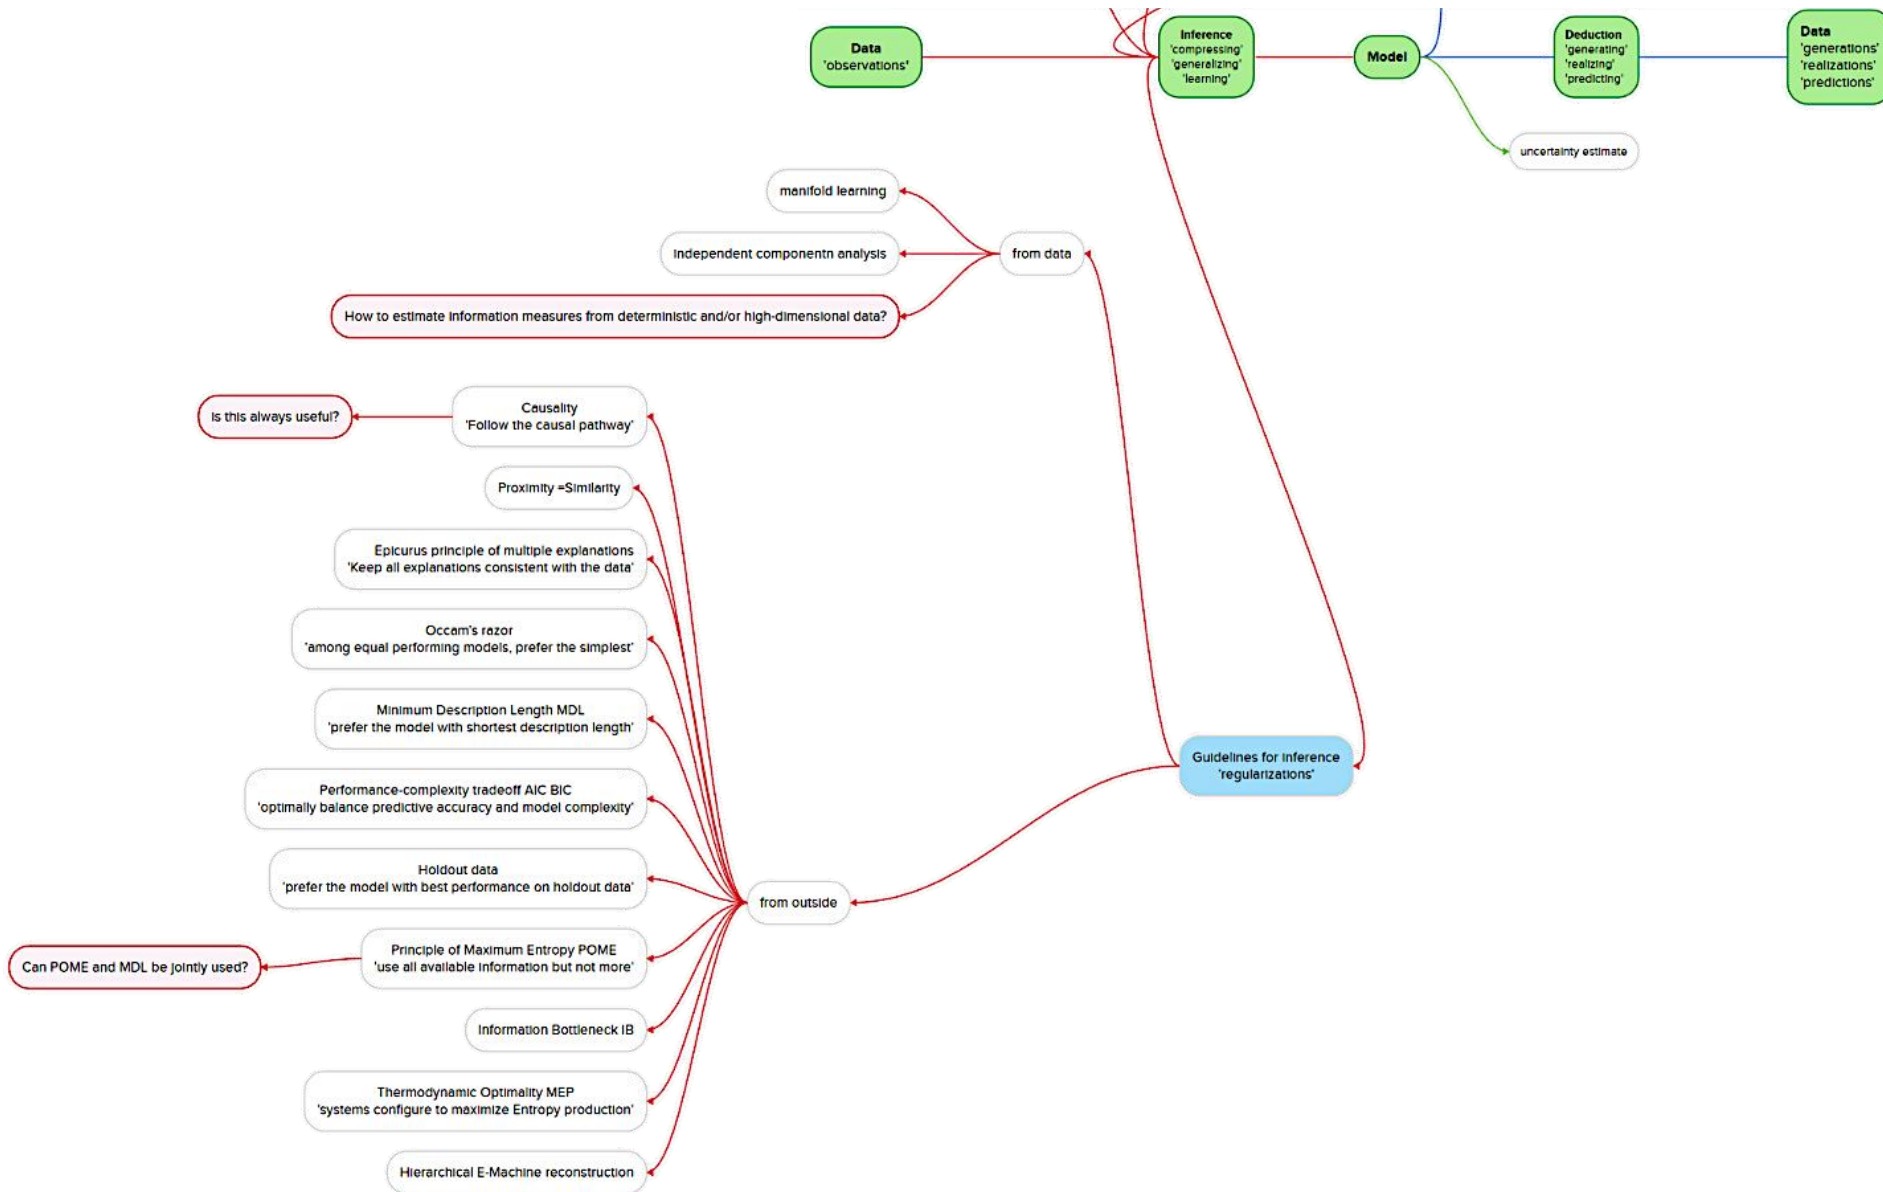 Data
'observations'
Inference
'compressing'
'generalizing'
'learning'
Model
Deduction
'generating'
'realizing'
'predicting'
Data
'generations'
'realizations'
'predictions'
uncertainty estimate
manifold learning
Independent componentn analysis
from data
How to estimate information measures from deterministic and/or high-dimensional data?
Is this always useful?
Causality
'Follow the causal pathway'
Proximity =Similarity
Epicurus principle of multiple explanations
'Keep all explanations consistent with the data'
Occam's razor
'among equal performing models, prefer the simplest'
Minimum Description Length MDL
'prefer the model with shortest description length'
Guidelines for inference
'regularizations'
Performance-complexity tradeoff AIC BIC
'optimally balance predictive accuracy and model complexity'
Holdout data
'prefer the model with best performance on holdout data'
from outside
Principle of Maximum Entropy POME
'use all available information but not more'
Can POME and MDL be jointly used?
Information Bottleneck IB
Thermodynamic Optimality MEP
'systems configure to maximize Entropy production'
Hierarchical E-Machine reconstruction